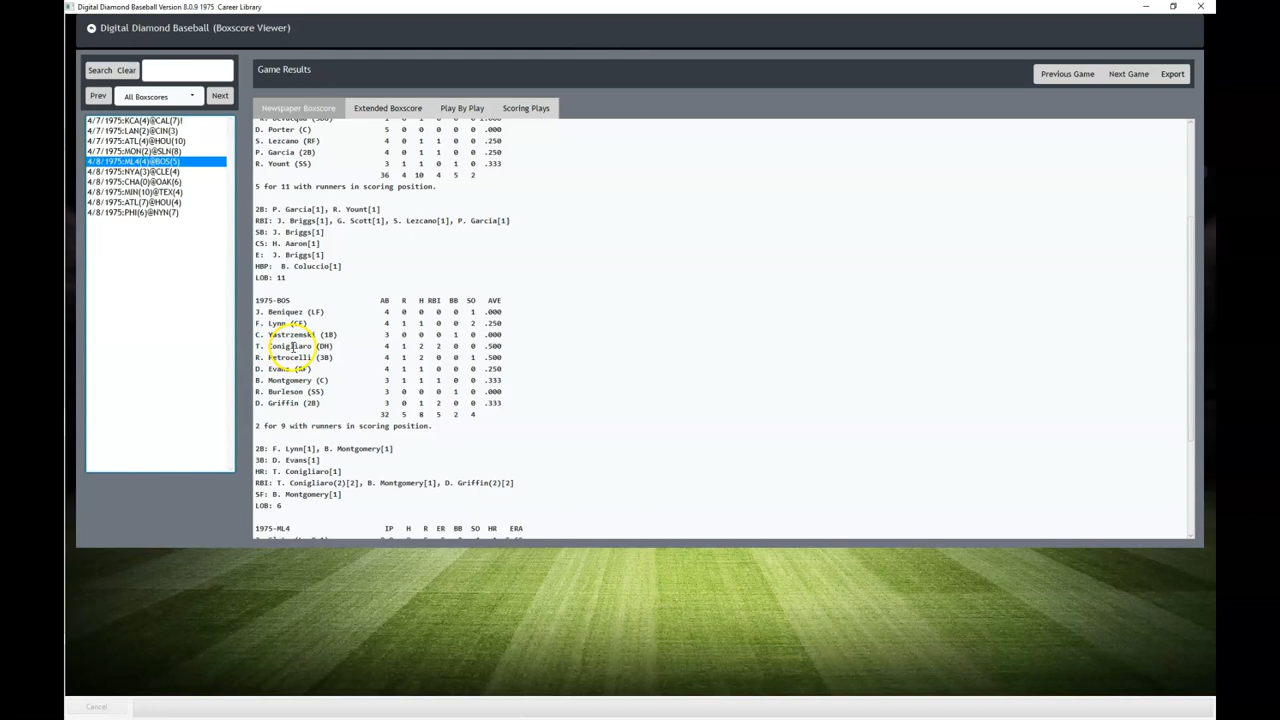 Digital Diamond Baseball Version 8.0.9 1975 Career Library
Digital Diamond Baseball (Boxscore Viewer)
Search Clear
Prev All Boxscores Next
4/7/1975:KCA(4)@CAL(7)!
4/7/1975:LAN(2)@CIN(3)
4/7/1975:ATL(4)@HOU(10)
4/7/1975:MON(2)@SLN(8)
4/8/1975:ML4(4)@BOS(5)
4/8/1975:NYA(3)@CLE(4)
4/8/1975:CHA(0)@OAK(6)
4/8/1975:MIN(10)@TEX(4)
4/8/1975:ATL(7)@HOU(4)
4/8/1975:PHI(6)@NYN(7)
Game Results
Previous Game Next Game Export
Newspaper Boxscore Extended Boxscore Play By Play Scoring Plays
D. Porter (C) 5 0 0 0 0 0 .000
S. Lezcano (RF) 4 0 1 1 0 0 .250
P. Garcia (2B) 4 0 1 1 0 0 .250
R. Yount (SS) 3 0 1 0 1 0 .333
36 4 10 4 5 2
5 for 11 with runners in scoring position.
2B: P. Garcia[1], R. Yount[1]
RBI: J. Briggs[1], G. Scott[1], S. Lezcano[1], P. Garcia[1]
SB: J. Briggs[1]
CS: H. Aaron[1]
E: J. Briggs[1]
HBP: B. Coluccio[1]
LOB: 11
1975-BOS AB R H RBI BB SO AVE
J. Beniquez (LF) 4 0 0 0 0 1 .000
F. Lynn (CF) 4 1 1 0 0 2 .250
C. Yastrzemski (1B) 3 0 0 0 1 0 .000
T. Conigliaro (DH) 4 1 2 2 0 0 .500
R. Petrocelli (3B) 4 1 2 0 0 1 .500
D. Evans (RF) 4 1 1 0 0 0 .250
B. Montgomery (C) 3 1 1 1 0 0 .333
R. Burleson (SS) 3 0 0 0 1 0 .000
D. Griffin (2B) 3 0 1 2 0 0 .333
32 5 8 5 2 4
2 for 9 with runners in scoring position.
2B: F. Lynn[1], B. Montgomery[1]
3B: D. Evans[1]
HR: T. Conigliaro[1]
RBI: T. Conigliaro(2)[2], B. Montgomery[1], D. Griffin(2)[2]
SF: B. Montgomery[1]
LOB: 6
1975-ML4 IP H R ER BB SO HR ERA
Cancel